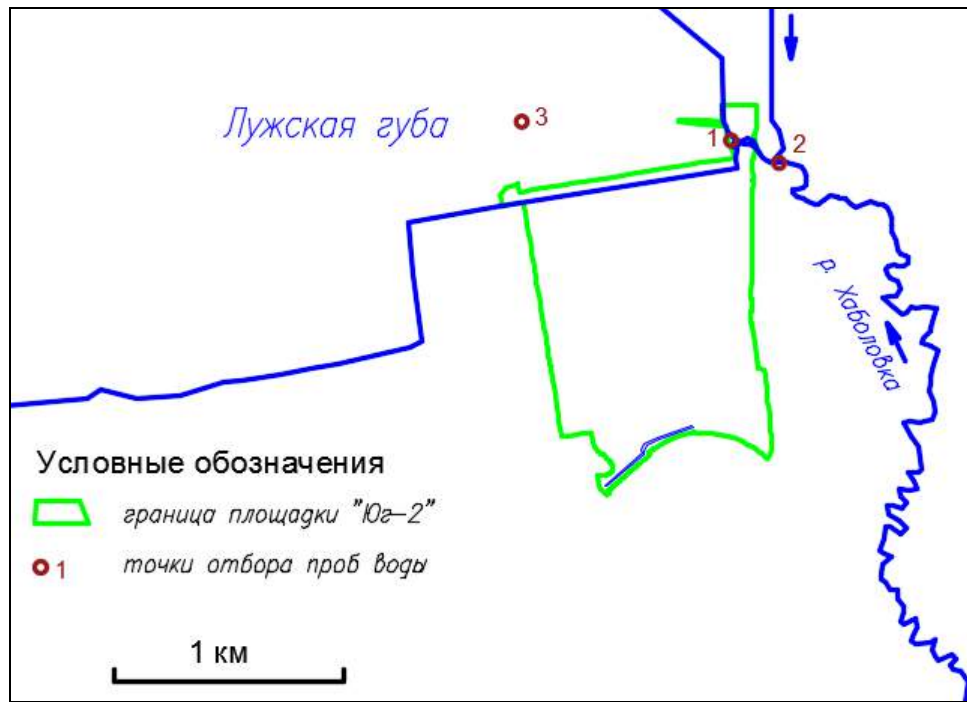 Лужская губа
3
1
2
р. Хаболовка
Условные обозначения
граница площадки "Юг-2"
1
точки отбора проб воды
1 км